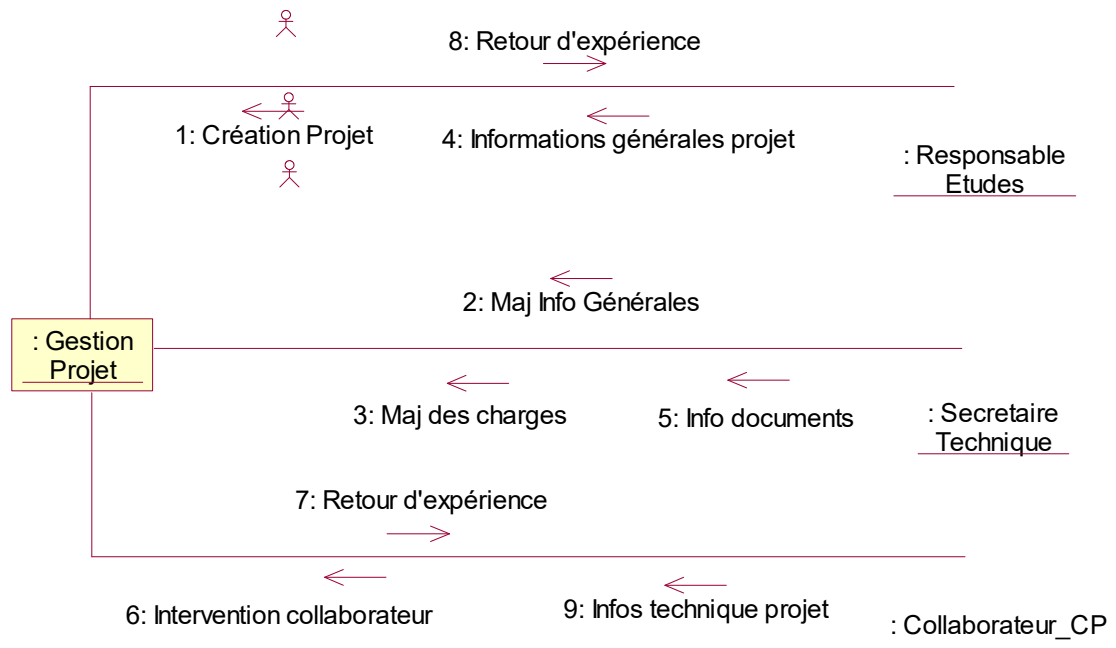 8: Retour d'expérience
1: Création Projet
4: Informations générales projet
: Responsable
Etudes
2: Maj Info Générales
: Gestion
Projet
3: Maj des charges
5: Info documents
: Secretaire
Technique
7: Retour d'expérience
6: Intervention collaborateur
9: Infos technique projet
: Collaborateur_CP